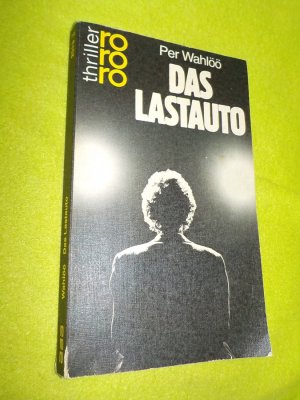 thriller
ro
ro
ro
Per Wahlöö
DAS
LASTAUTO
Wahlöö Das Lastauto